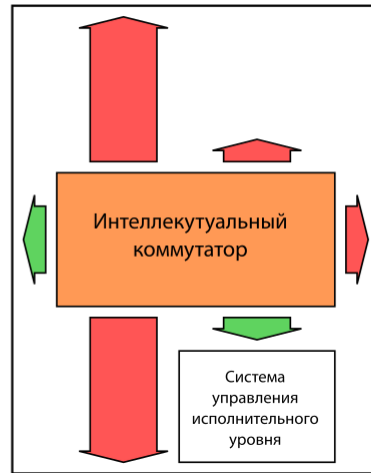 Интеллекутуальный
коммутатор
Система
управления
исполнительного
уровня